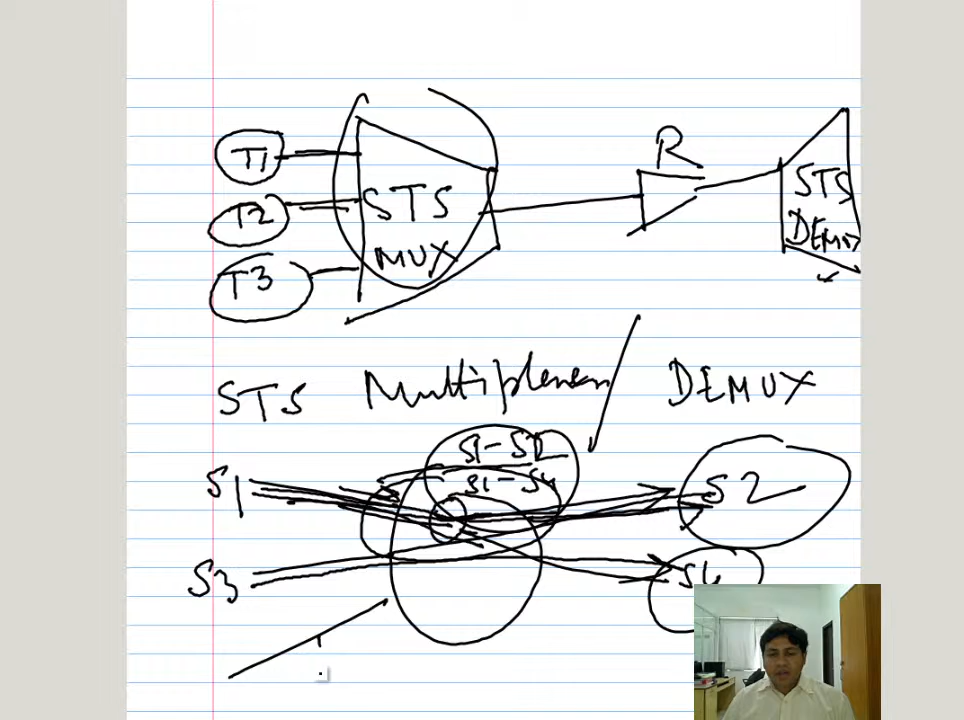 R
T1
T2
T3
STS
MUX
STS
DEMUX
STS Multiplexer DEMUX
S1-S2
S1-S4
S1 S2
S3 S4